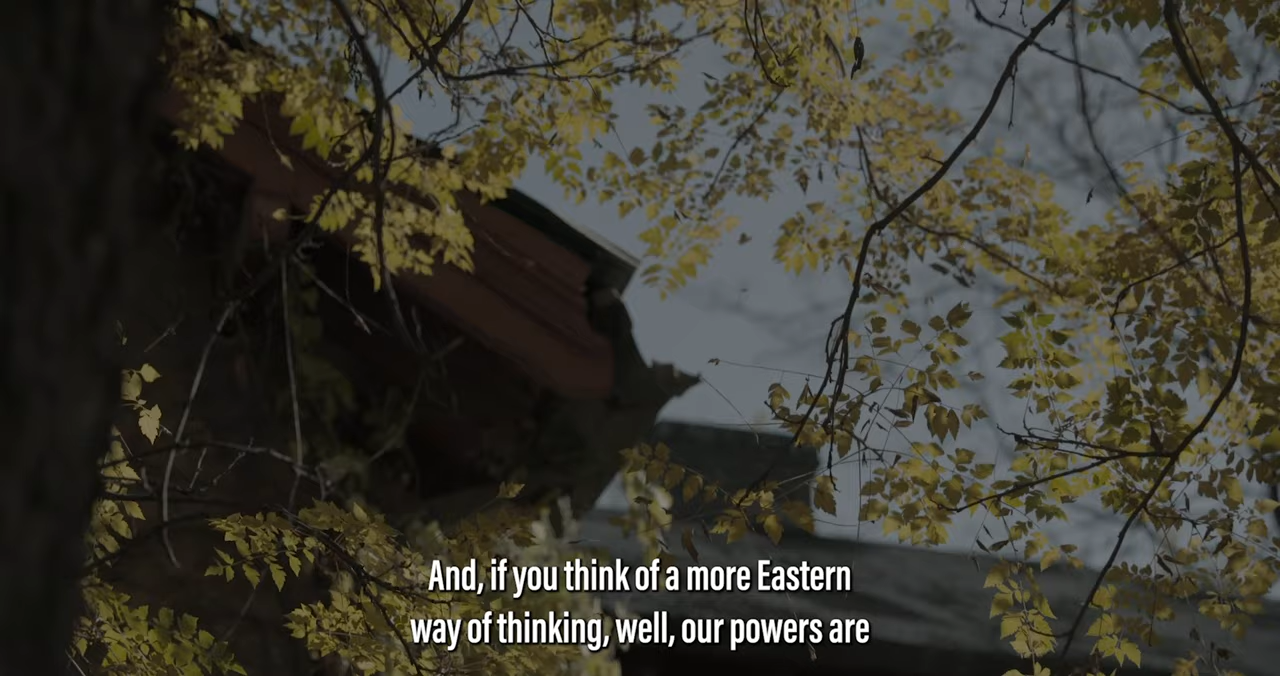 And, if you think of a more Eastern
way of thinking, well, our powers are